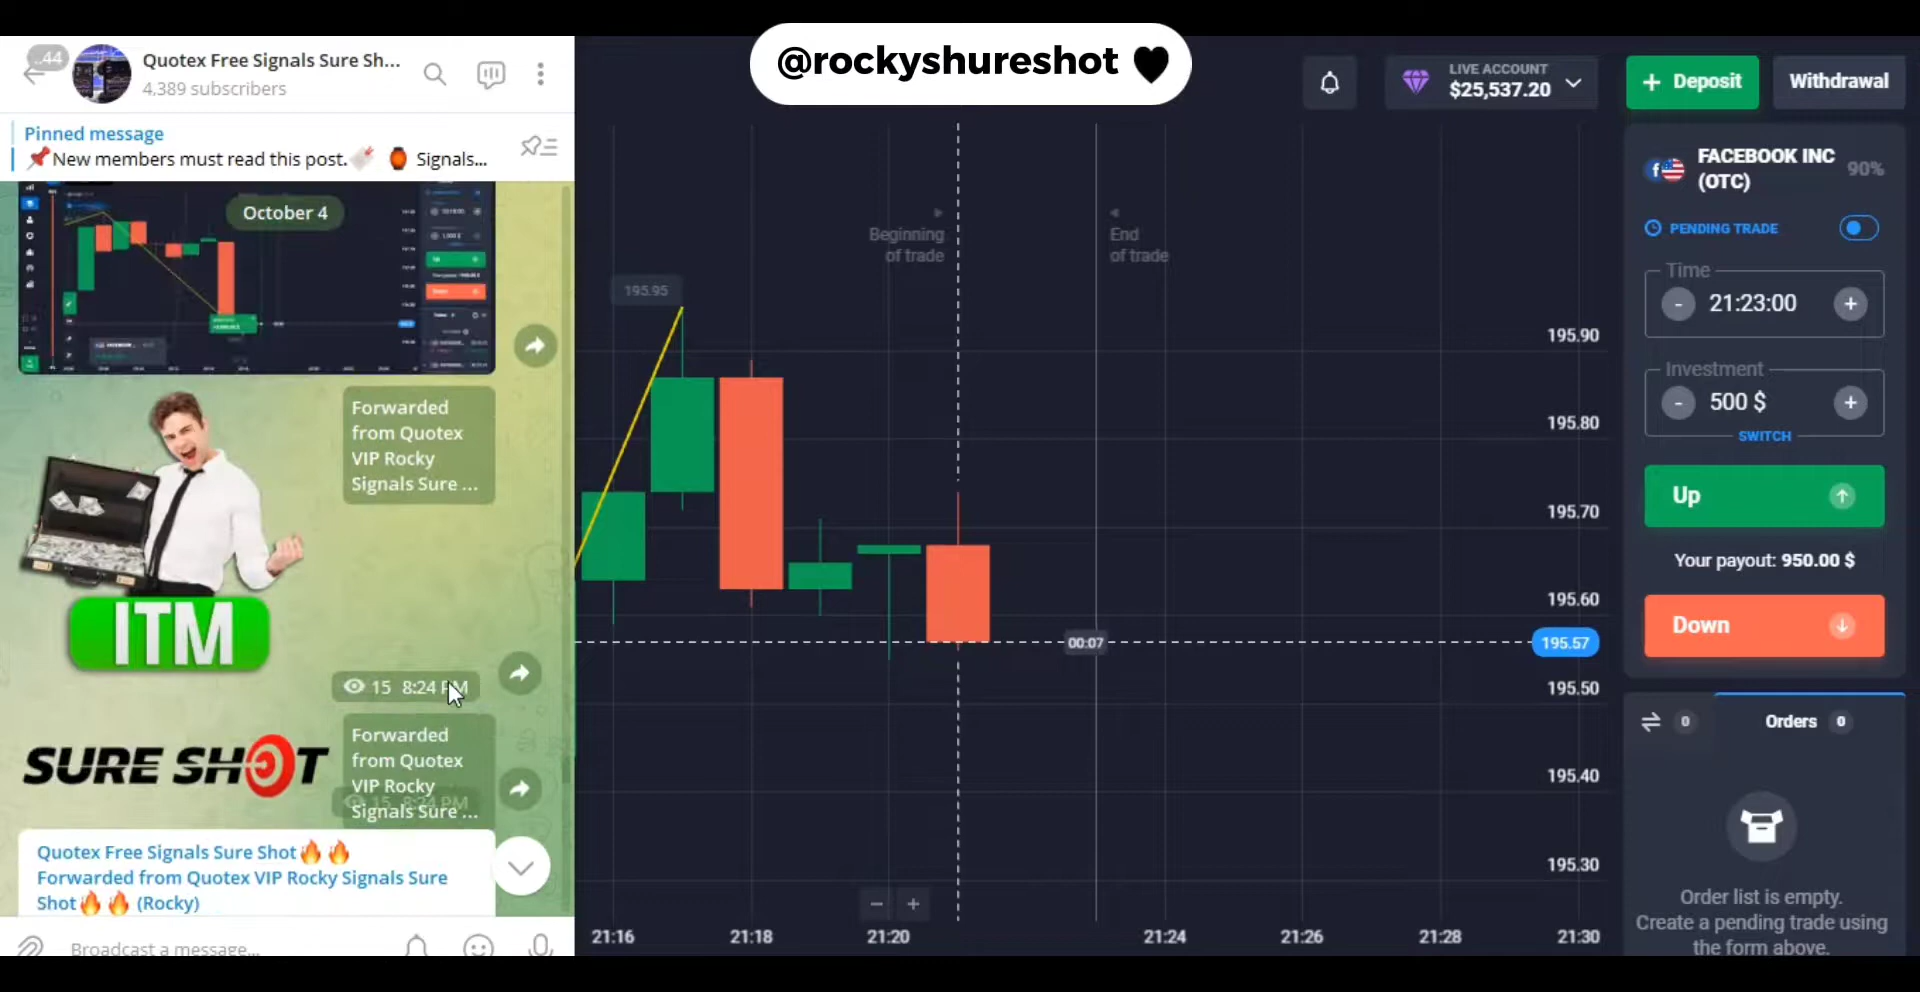 @rockyshureshot 🖤
..44
Quotex Free Signals Sure Sh...
4,389 subscribers
Pinned message
📌New members must read this post. 🏮 Signals...
October 4
Forwarded
from Quotex
VIP Rocky
Signals Sure ...
ITM
15 8:24 PM
SURE SHOT
Forwarded
from Quotex
VIP Rocky
Signals Sure ...
15 8:24 PM
Quotex Free Signals Sure Shot🔥🔥
Forwarded from Quotex VIP Rocky Signals Sure
Shot🔥🔥 (Rocky)
Broadcast a message...
LIVE ACCOUNT
$25,537.20
+ Deposit
Withdrawal
Beginning
of trade
End
of trade
195.95
195.90
195.80
195.70
195.60
00:07
195.57
195.50
195.40
195.30
21:16
21:18
21:20
21:24
21:26
21:28
21:30
FACEBOOK INC
(OTC)
90%
PENDING TRADE
Time
- 21:23:00 +
Investment
- 500 $ +
SWITCH
Up
Your payout: 950.00 $
Down
0
Orders 0
Order list is empty.
Create a pending trade using
the form above.